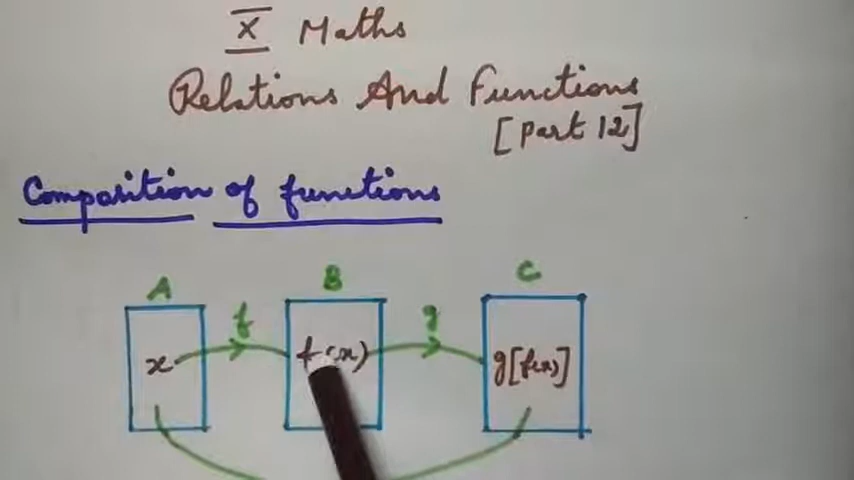 X Maths
Relations And Functions
[Part 12]
Composition of functions
A B C
f g
x f(x) g[f(x)]